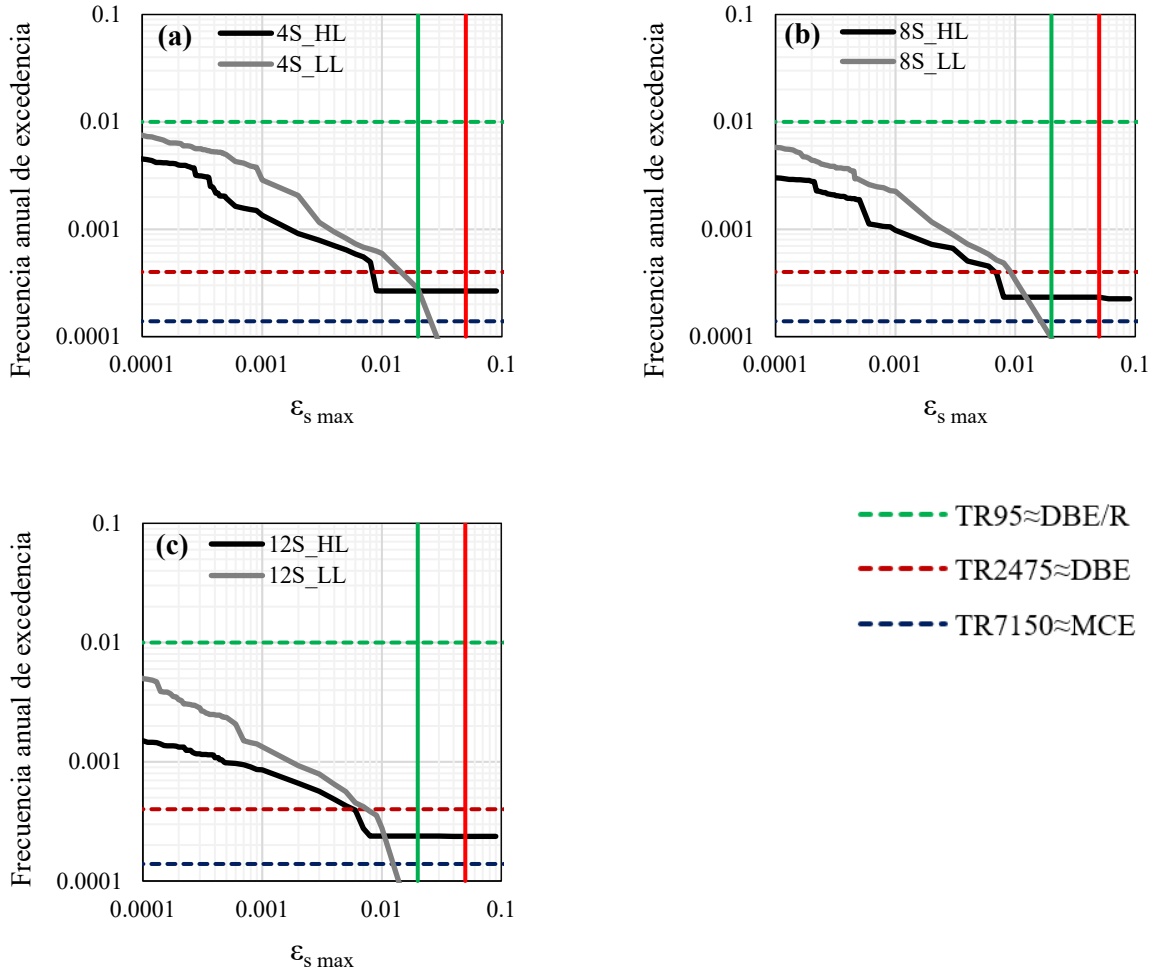 (a)
4S_HL
4S_LL
Frecuencia anual de excedencia
0.1
0.01
0.001
0.0001
0.0001 0.001 0.01 0.1
εs max
(b)
8S_HL
8S_LL
Frecuencia anual de excedencia
0.1
0.01
0.001
0.0001
0.0001 0.001 0.01 0.1
εs max
(c)
12S_HL
12S_LL
Frecuencia anual de excedencia
0.1
0.01
0.001
0.0001
0.0001 0.001 0.01 0.1
εs max
TR95≈DBE/R
TR2475≈DBE
TR7150≈MCE